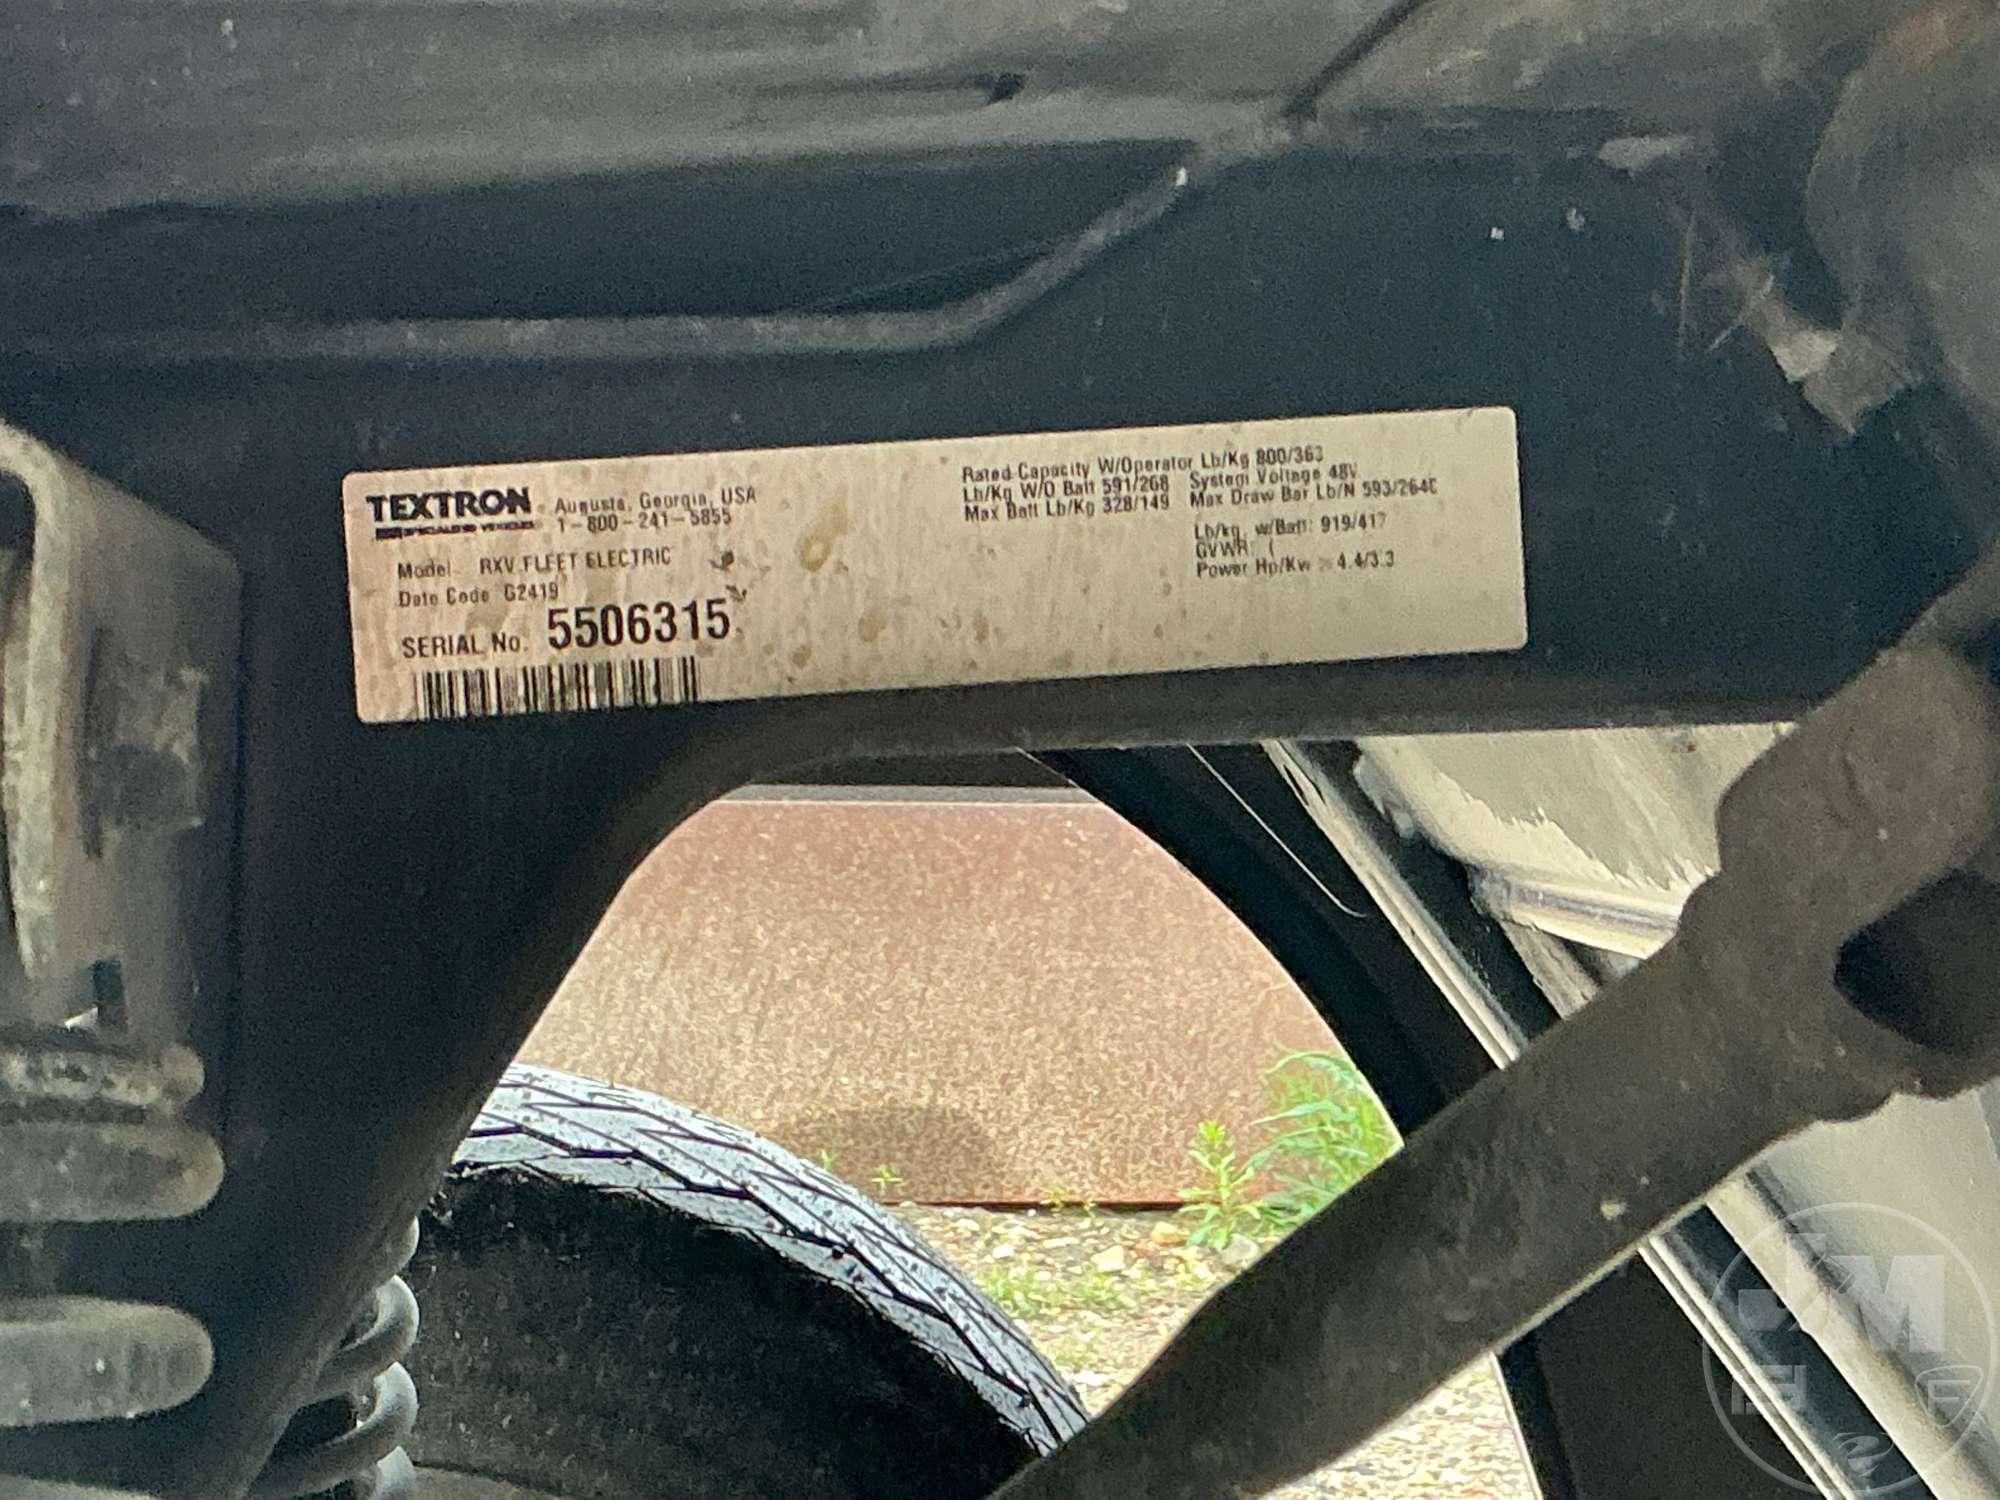 TEXTRON Augusta, Georgia, USA
SPECIALIZED VEHICLES 1-800-241-5855
Model RXV FLEET ELECTRIC
Date Code G2419
SERIAL No. 5506315
Rated Capacity W/Operator Lb/Kg 800/363
Lb/Kg W/O Batt 591/268 System Voltage 48V
Max Batt Lb/Kg 328/149 Max Draw Bar Lb/N 593/2640
Lb/kg w/Batt: 919/417
GVWR: (
Power Hp/Kw 4.4/3.3
JM